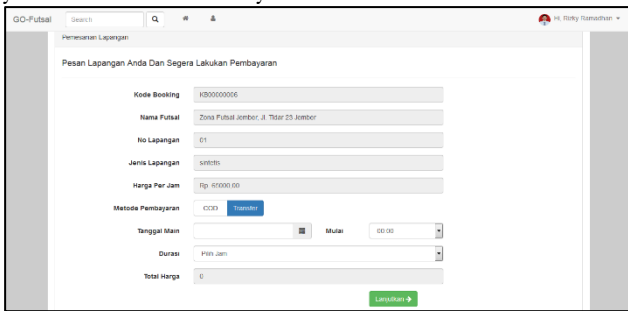 GO-Futsal Search Hi, Rizky Ramadhan
Pemesanan Lapangan
Pesan Lapangan Anda Dan Segera Lakukan Pembayaran
Kode Booking KB00000006
Nama Futsal Zona Futsal Jember, Jl. Tidar 23 Jember
No Lapangan 01
Jenis Lapangan sintetis
Harga Per Jam Rp. 65000.00
Metode Pembayaran COD Transfer
Tanggal Main Mulai 00:00
Durasi Pilih Jam
Total Harga 0
Lanjutkan